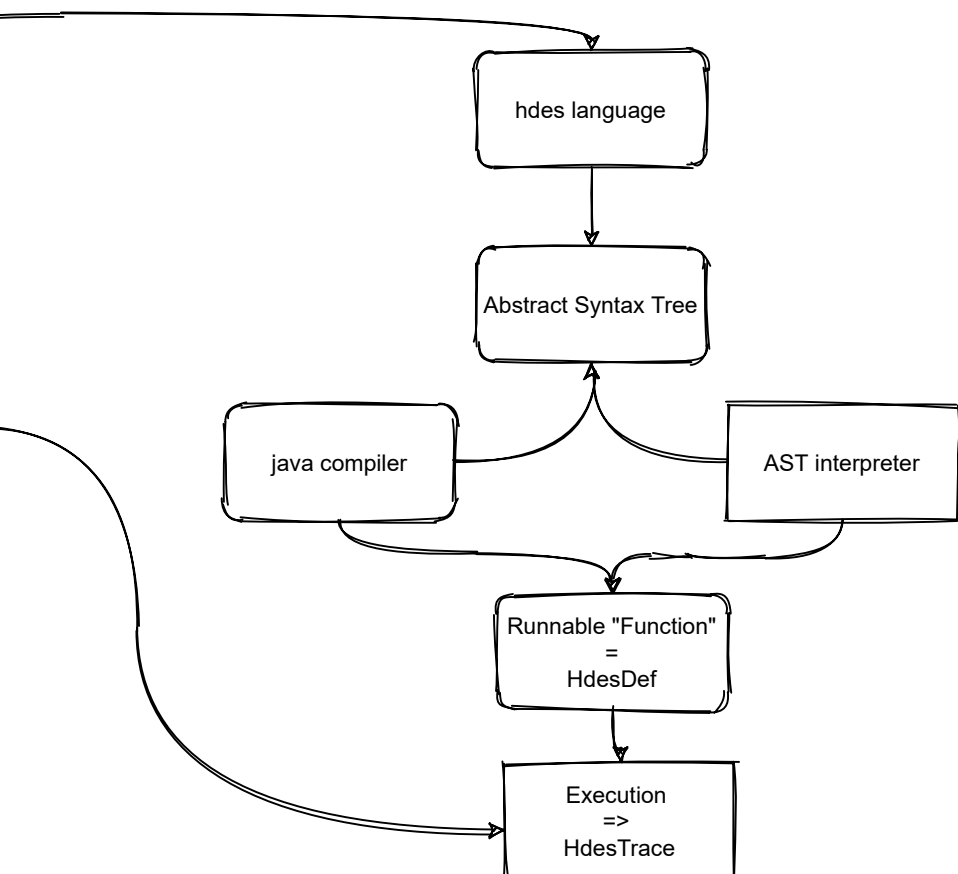 hdes language
Abstract Syntax Tree
java compiler
AST interpreter
Runnable "Function"
=
HdesDef
Execution
=>
HdesTrace